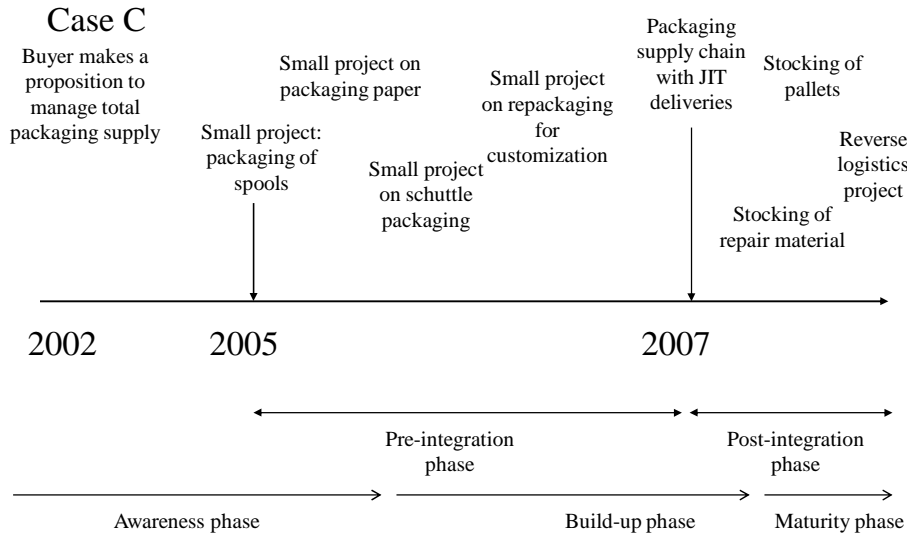 Case C
Buyer makes a
proposition to
manage total
packaging supply
Small project:
packaging of
spools
Small project on
packaging paper
Small project
on schuttle
packaging
Small project
on repackaging
for
customization
Packaging
supply chain
with JIT
deliveries
Stocking of
pallets
Stocking of
repair material
Reverse
logistics
project
2002
2005
2007
Pre-integration
phase
Post-integration
phase
Awareness phase
Build-up phase
Maturity phase